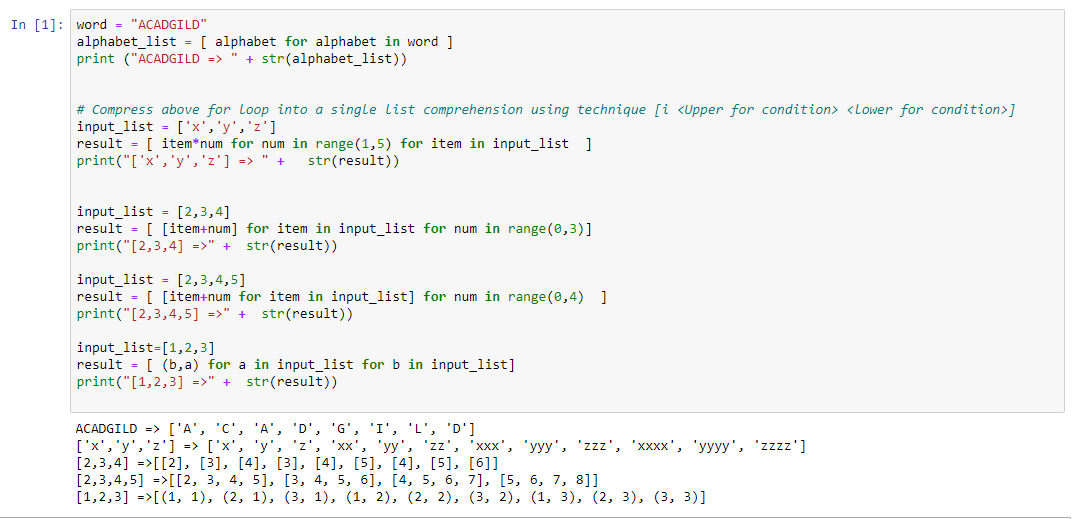 In [1]: word = "ACADGILD"
alphabet_list = [ alphabet for alphabet in word ]
print ("ACADGILD => " + str(alphabet_list))
# Compress above for loop into a single list comprehension using technique [i <Upper for condition> <lower for condition>]
input_list = ['x','y','z']
result = [ item*num for num in range(1,5) for item in input_list  ]
print("['x','y','z'] => " +   str(result))
input_list = [2,3,4]
result = [ [item+num] for item in input_list for num in range(0,3)]
print("[2,3,4] =>" +  str(result))
input_list = [2,3,4,5]
result = [ [item+num for item in input_list] for num in range(0,4)  ]
print("[2,3,4,5] =>" +  str(result))
input_list=[1,2,3]
result = [ (b,a) for a in input_list for b in input_list]
print("[1,2,3] =>" +  str(result))
ACADGILD => ['A', 'C', 'A', 'D', 'G', 'I', 'L', 'D']
['x','y','z'] => ['x', 'y', 'z', 'xx', 'yy', 'zz', 'xxx', 'yyy', 'zzz', 'xxxx', 'yyyy', 'zzzz']
[2,3,4] =>[[2], [3], [4], [3], [4], [5], [4], [5], [6]]
[2,3,4,5] =>[[2, 3, 4, 5], [3, 4, 5, 6], [4, 5, 6, 7], [5, 6, 7, 8]]
[1,2,3] =>[(1, 1), (2, 1), (3, 1), (1, 2), (2, 2), (3, 2), (1, 3), (2, 3), (3, 3)]